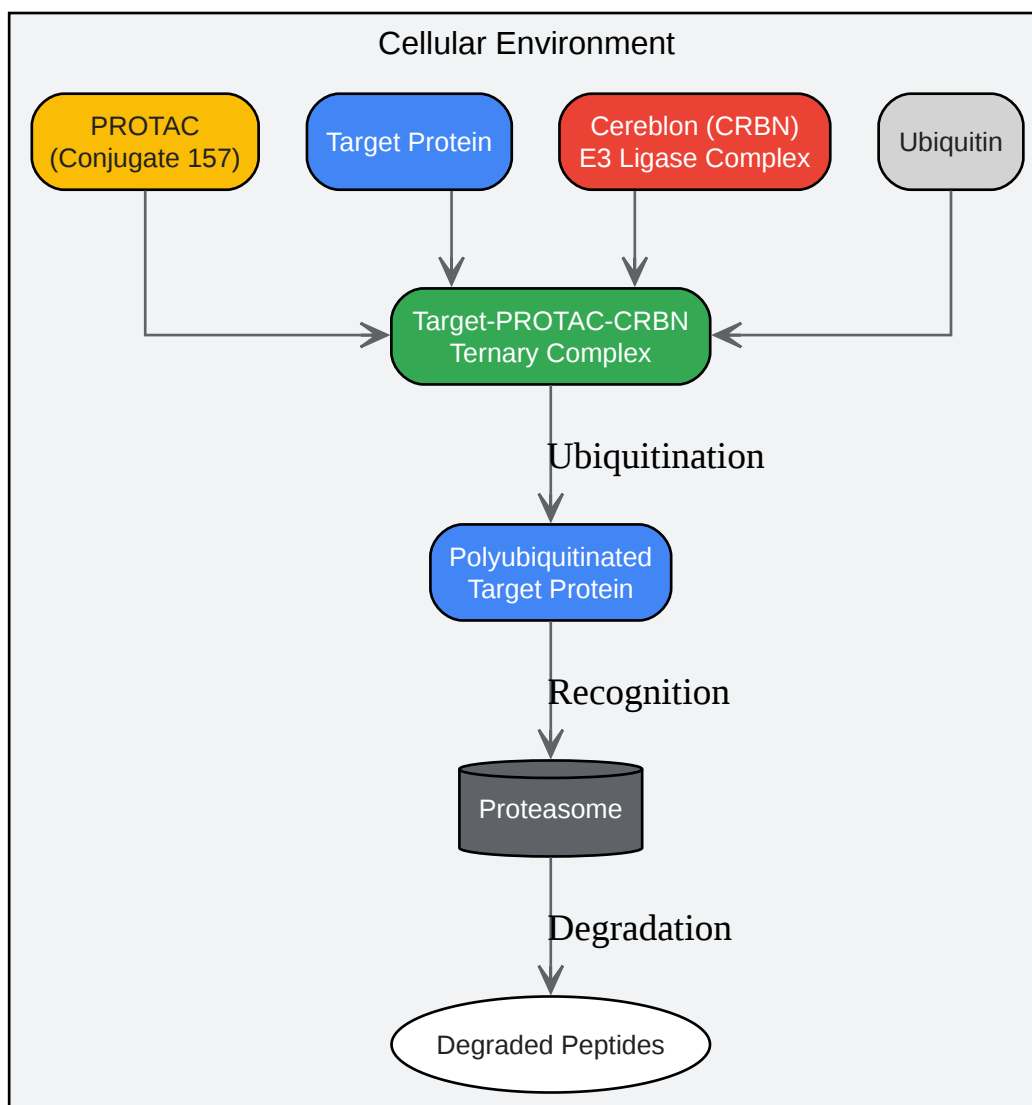 Cellular Environment
PROTAC
(Conjugate 157)
Target Protein
Cereblon (CRBN)
E3 Ligase Complex
Ubiquitin
Target-PROTAC-CRBN
Ternary Complex
Ubiquitination
Polyubiquitinated
Target Protein
Recognition
Proteasome
Degradation
Degraded Peptides